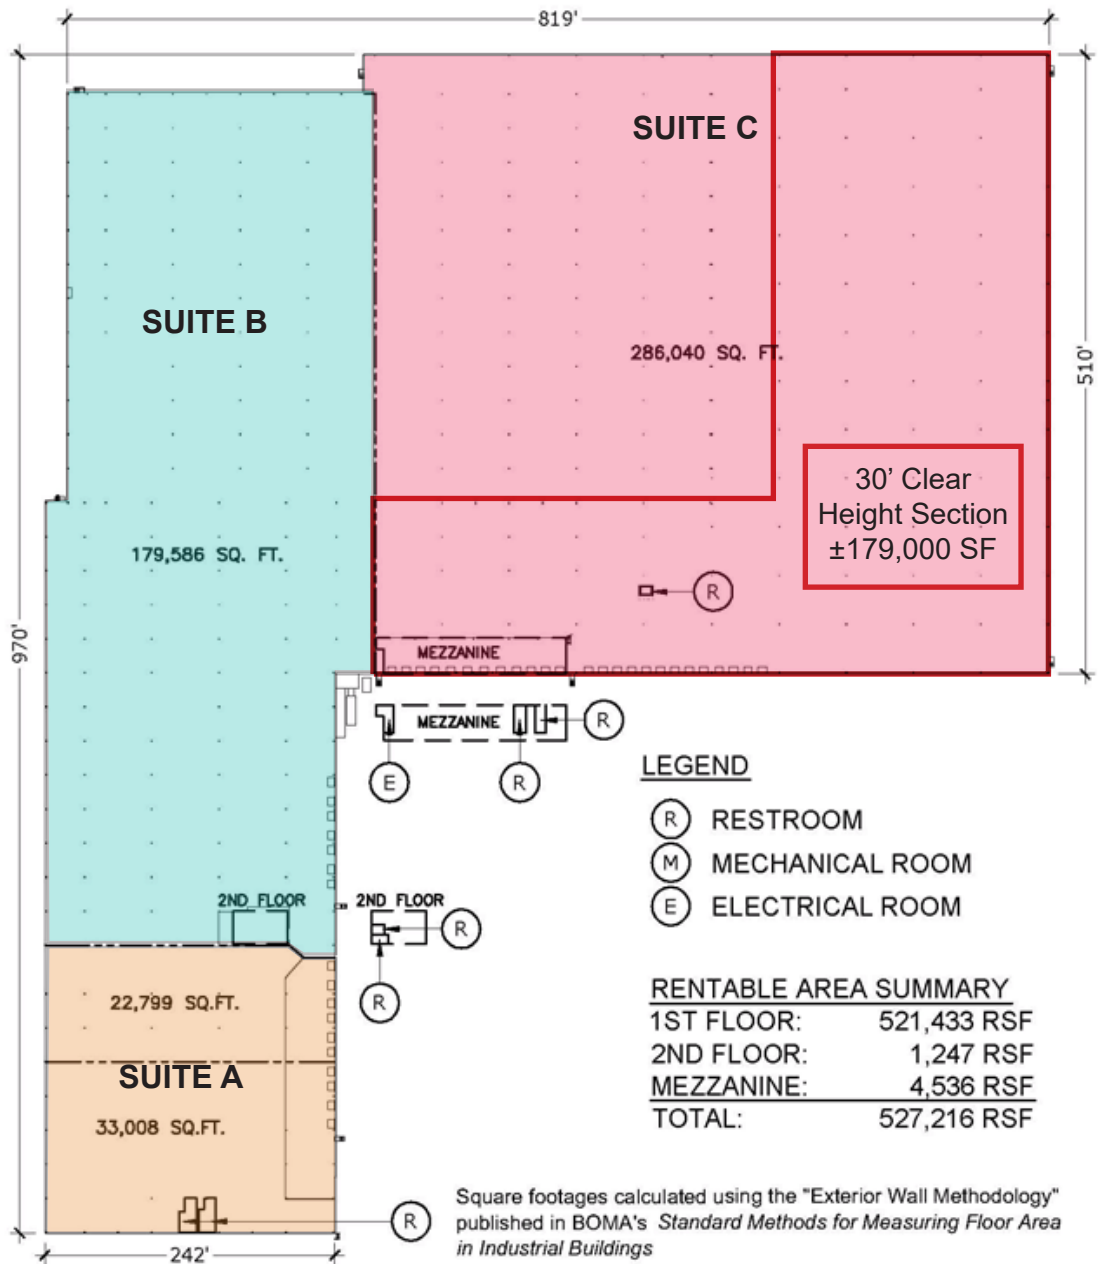 819'
SUITE C
SUITE B
286,040 SQ. FT.
510'
30' Clear
Height Section
±179,000 SF
179,586 SQ. FT.
970'
R
MEZZANINE
MEZZANINE
R
E
R
LEGEND
R RESTROOM
M MECHANICAL ROOM
E ELECTRICAL ROOM
2ND FLOOR
2ND FLOOR
R
R
22,799 SQ.FT.
SUITE A
33,008 SQ.FT.
RENTABLE AREA SUMMARY
1ST FLOOR: 521,433 RSF
2ND FLOOR: 1,247 RSF
MEZZANINE: 4,536 RSF
TOTAL: 527,216 RSF
R
242'
Square footages calculated using the "Exterior Wall Methodology"
published in BOMA's Standard Methods for Measuring Floor Area
in Industrial Buildings